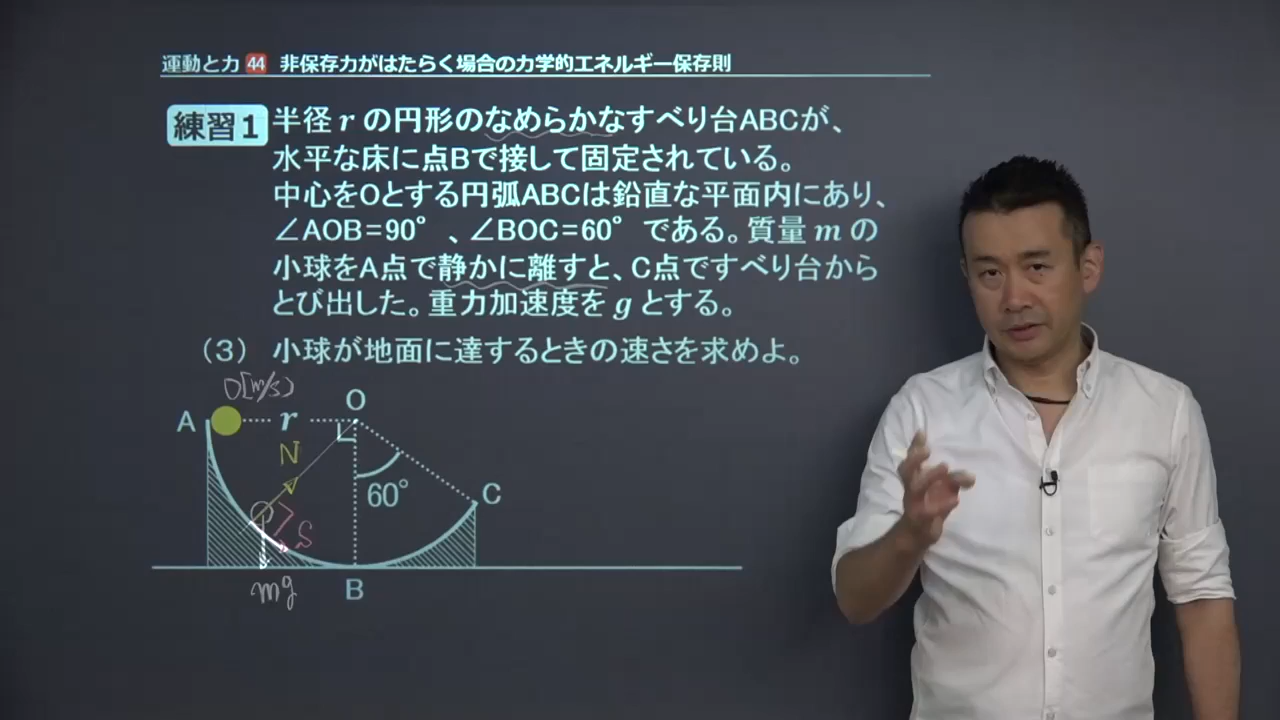 運動と力 44 非保存力がはたらく場合の力学的エネルギー保存則
練習1 半径 r の円形のなめらかなすべり台ABCが、
水平な床に点Bで接して固定されている。
中心をOとする円弧ABCは鉛直な平面内にあり、
∠AOB=90°、∠BOC=60° である。質量 m の
小球をA点で静かに離すと、C点ですべり台から
とび出した。重力加速度を g とする。
(3) 小球が地面に達するときの速さを求めよ。
0[m/s]
O
A
r
N
60°
C
S
mg
B